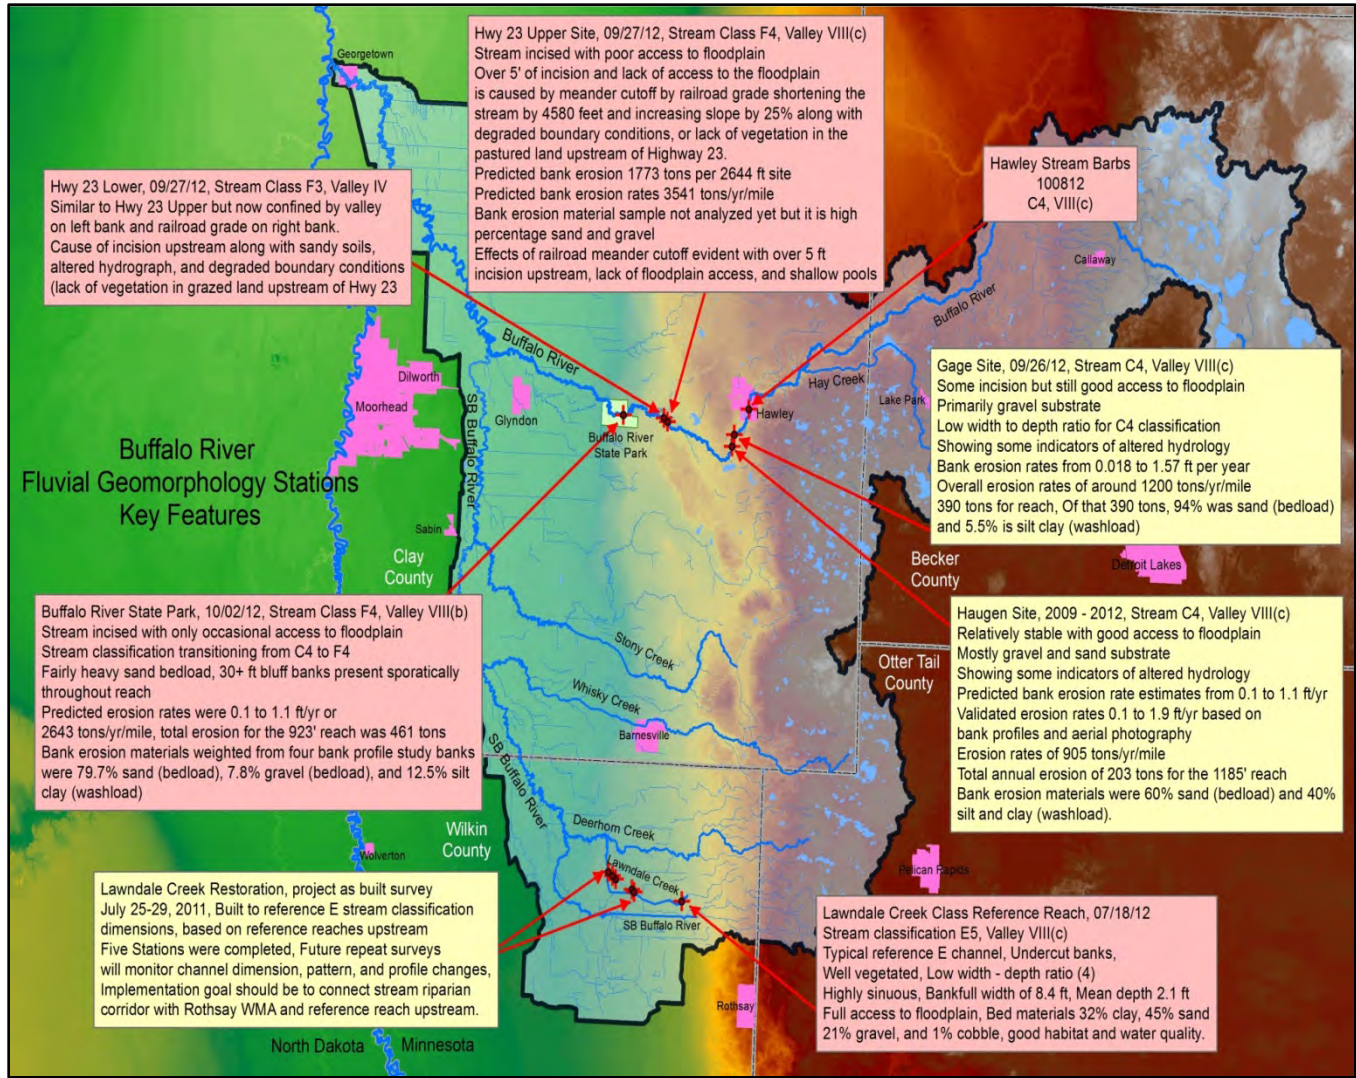 Georgetown
Hwy 23 Upper Site, 09/27/12, Stream Class F4, Valley VIII(c)
Stream incised with poor access to floodplain
Over 5' of incision and lack of access to the floodplain
is caused by meander cutoff by railroad grade shortening the
stream by 4580 feet and increasing slope by 25% along with
degraded boundary conditions, or lack of vegetation in the
pastured land upstream of Highway 23.
Predicted bank erosion 1773 tons per 2644 ft site
Predicted bank erosion rates 3541 tons/yr/mile
Bank erosion material sample not analyzed yet but it is high
percentage sand and gravel
Effects of railroad meander cutoff evident with over 5 ft
incision upstream, lack of floodplain access, and shallow pools
Hawley Stream Barbs
100812
C4, VIII(c)
Hwy 23 Lower, 09/27/12, Stream Class F3, Valley IV
Similar to Hwy 23 Upper but now confined by valley
on left bank and railroad grade on right bank.
Cause of incision upstream along with sandy soils,
altered hydrograph, and degraded boundary conditions
(lack of vegetation in grazed land upstream of Hwy 23
Callaway
Buffalo River
Buffalo River
Hay Creek
Lake Park
Hawley
Dilworth
Moorhead
SB Buffalo River
Glyndon
Buffalo River
State Park
Gage Site, 09/26/12, Stream C4, Valley VIII(c)
Some incision but still good access to floodplain
Primarily gravel substrate
Low width to depth ratio for C4 classification
Showing some indicators of altered hydrology
Bank erosion rates from 0.018 to 1.57 ft per year
Overall erosion rates of around 1200 tons/yr/mile
390 tons for reach, Of that 390 tons, 94% was sand (bedload)
and 5.5% is silt clay (washload)
Buffalo River
Fluvial Geomorphology Stations
Key Features
Sabin
Clay
County
Becker
County
Detroit Lakes
Buffalo River State Park, 10/02/12, Stream Class F4, Valley VIII(b)
Stream incised with only occasional access to floodplain
Stream classification transitioning from C4 to F4
Fairly heavy sand bedload, 30+ ft bluff banks present sporatically
throughout reach
Predicted erosion rates were 0.1 to 1.1 ft/yr or
2643 tons/yr/mile, total erosion for the 923' reach was 461 tons
Bank erosion materials weighted from four bank profile study banks
were 79.7% sand (bedload), 7.8% gravel (bedload), and 12.5% silt
clay (washload)
Stony Creek
Whisky Creek
Barnesville
Otter Tail
County
Haugen Site, 2009 - 2012, Stream C4, Valley VIII(c)
Relatively stable with good access to floodplain
Mostly gravel and sand substrate
Showing some indicators of altered hydrology
Predicted bank erosion rate estimates from 0.1 to 1.1 ft/yr
Validated erosion rates 0.1 to 1.9 ft/yr based on
bank profiles and aerial photography
Erosion rates of 905 tons/yr/mile
Total annual erosion of 203 tons for the 1185' reach
Bank erosion materials were 60% sand (bedload) and 40%
silt and clay (washload).
SB Buffalo River
Wilkin
County
Wolverton
Deerhorn Creek
Lawndale Creek
SB Buffalo River
Pelican Rapids
Lawndale Creek Restoration, project as built survey
July 25-29, 2011, Built to reference E stream classification
dimensions, based on reference reaches upstream
Five Stations were completed, Future repeat surveys
will monitor channel dimension, pattern, and profile changes,
Implementation goal should be to connect stream riparian
corridor with Rothsay WMA and reference reach upstream.
Lawndale Creek Class Reference Reach, 07/18/12
Stream classification E5, Valley VIII(c)
Typical reference E channel, Undercut banks,
Well vegetated, Low width - depth ratio (4)
Highly sinuous, Bankfull width of 8.4 ft, Mean depth 2.1 ft
Full access to floodplain, Bed materials 32% clay, 45% sand
21% gravel, and 1% cobble, good habitat and water quality.
Rothsay
North Dakota
Minnesota